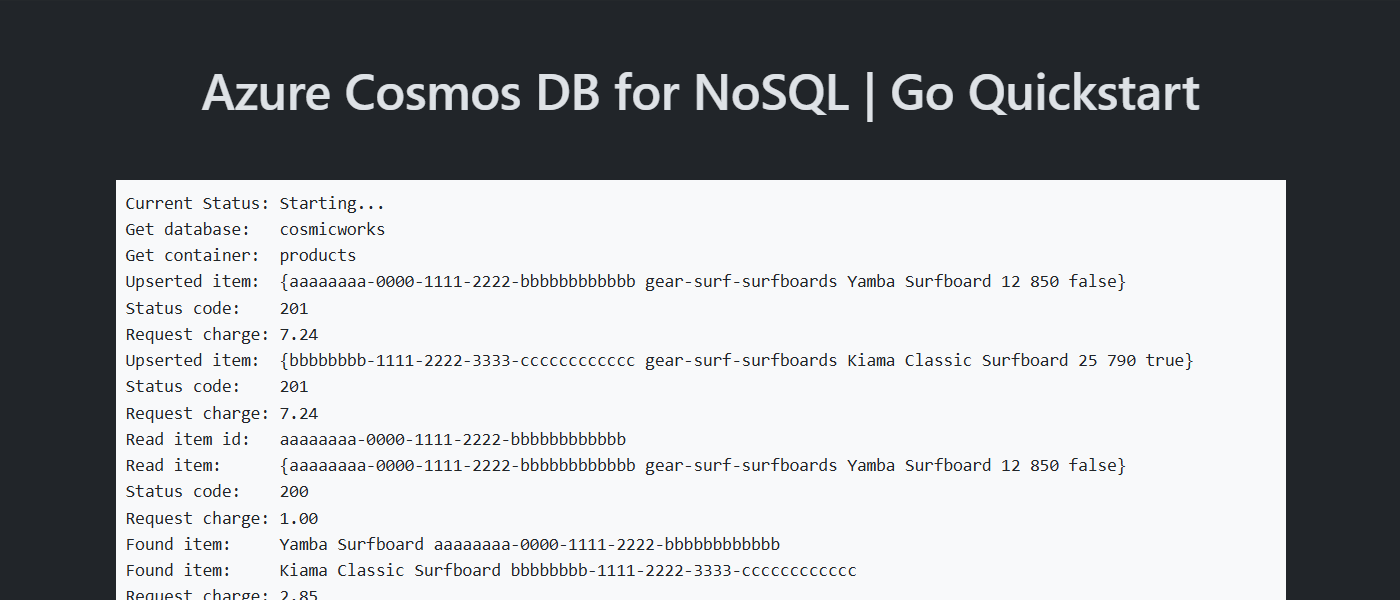 Azure Cosmos DB for NoSQL | Go Quickstart
Current Status: Starting...
Get database:   cosmicworks
Get container:  products
Upserted item:  {aaaaaaaa-0000-1111-2222-bbbbbbbbbbbb gear-surf-surfboards Yamba Surfboard 12 850 false}
Status code:    201
Request charge: 7.24
Upserted item:  {bbbbbbbb-1111-2222-3333-cccccccccccc gear-surf-surfboards Kiama Classic Surfboard 25 790 true}
Status code:    201
Request charge: 7.24
Read item id:   aaaaaaaa-0000-1111-2222-bbbbbbbbbbbb
Read item:      {aaaaaaaa-0000-1111-2222-bbbbbbbbbbbb gear-surf-surfboards Yamba Surfboard 12 850 false}
Status code:    200
Request charge: 1.00
Found item:     Yamba Surfboard aaaaaaaa-0000-1111-2222-bbbbbbbbbbbb
Found item:     Kiama Classic Surfboard bbbbbbbb-1111-2222-3333-cccccccccccc
Request charge: 2.85